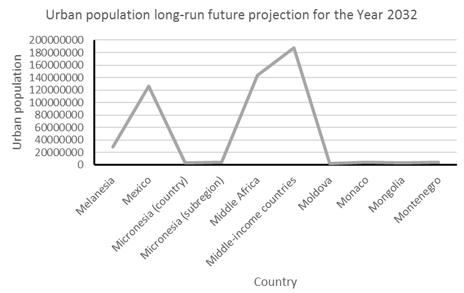 Urban population long-run future projection for the Year 2032
Urban population
200000000
180000000
160000000
140000000
120000000
100000000
80000000
60000000
40000000
20000000
0
Melanesia
Mexico
Micronesia (country)
Micronesia (subregion)
Middle Africa
Middle-income countries
Moldova
Monaco
Mongolia
Montenegro
Country